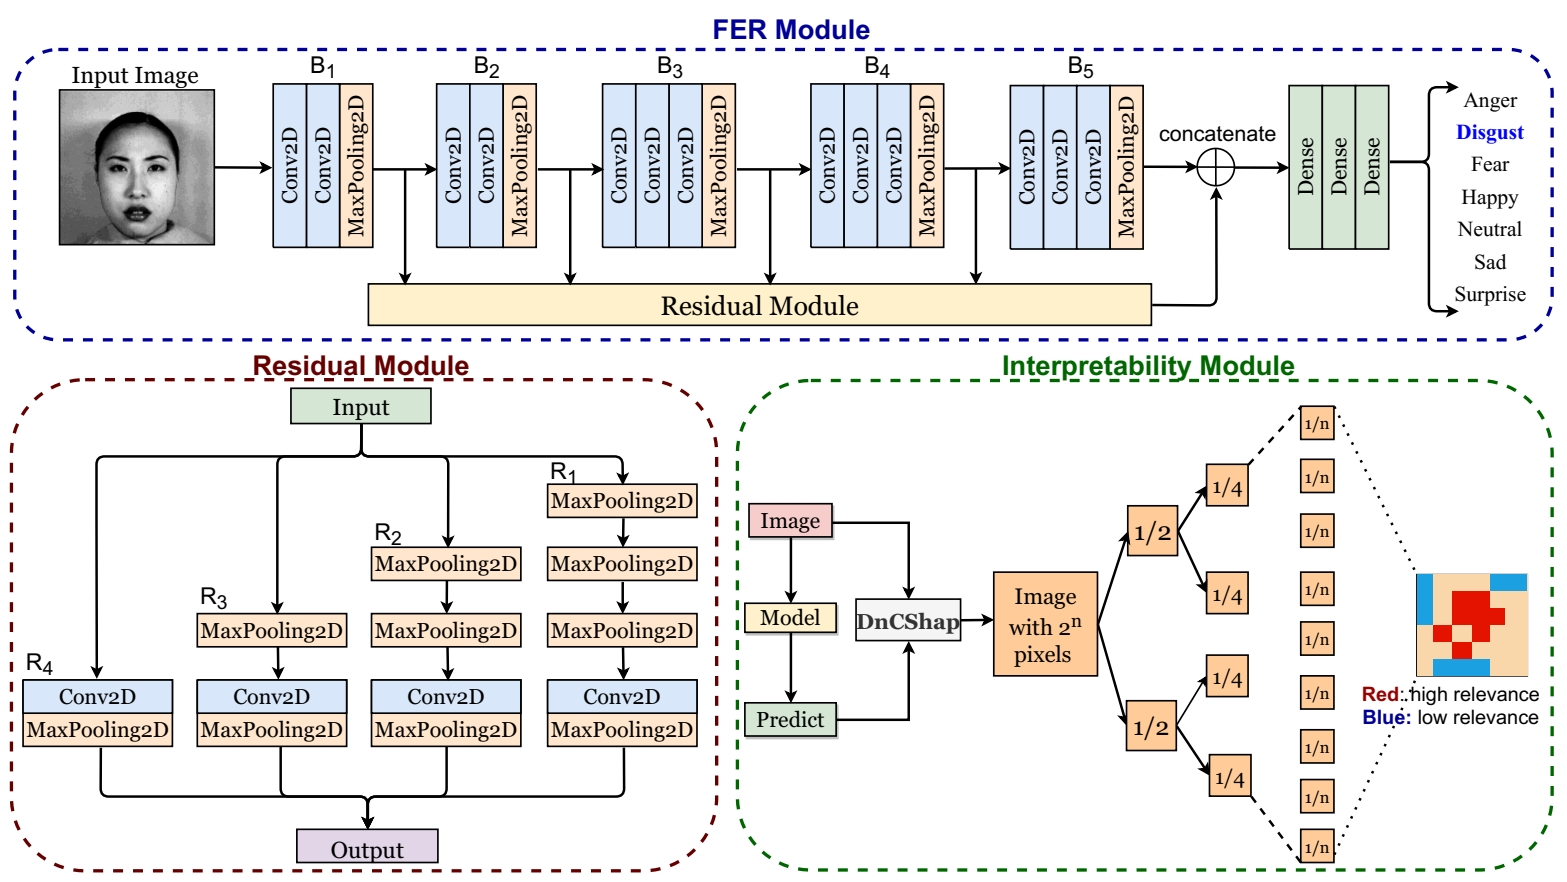 FER Module
Input Image
B1
Conv2D
Conv2D
MaxPooling2D
B2
Conv2D
Conv2D
MaxPooling2D
B3
Conv2D
Conv2D
Conv2D
MaxPooling2D
B4
Conv2D
Conv2D
Conv2D
MaxPooling2D
B5
Conv2D
Conv2D
Conv2D
MaxPooling2D
concatenate
Dense
Dense
Dense
Anger
Disgust
Fear
Happy
Neutral
Sad
Surprise
Residual Module
Residual Module
Input
R1
MaxPooling2D
MaxPooling2D
MaxPooling2D
Conv2D
MaxPooling2D
R2
MaxPooling2D
MaxPooling2D
Conv2D
MaxPooling2D
R3
MaxPooling2D
Conv2D
MaxPooling2D
R4
Conv2D
MaxPooling2D
Output
Interpretability Module
Image
Model
Predict
DnCShap
Image
with 2ⁿ
pixels
1/2
1/2
1/4
1/4
1/4
1/4
1/n
1/n
1/n
1/n
1/n
1/n
1/n
1/n
1/n
Red: high relevance
Blue: low relevance